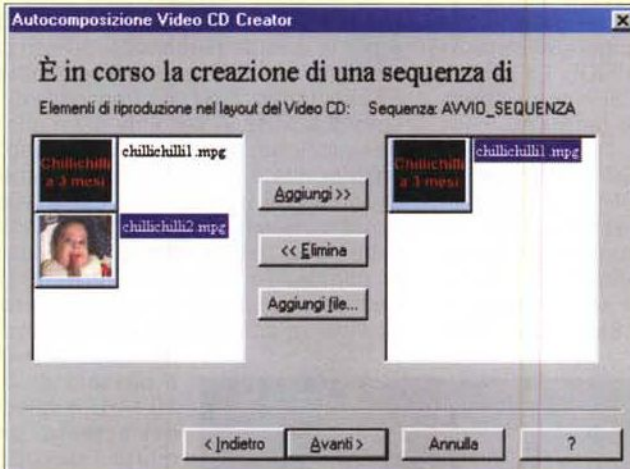 Autocomposizione Video CD Creator
È in corso la creazione di una sequenza di
Elementi di riproduzione nel layout del Video CD: Sequenza: AVVIO_SEQUENZA
Chillichilli
a 3 mesi
chillichilli1.mpg
chillichilli2.mpg
Aggiungi >>
<< Elimina
Aggiungi file...
Chillichilli
a 3 mesi
chillichilli1.mpg
< Indietro
Avanti >
Annulla
?